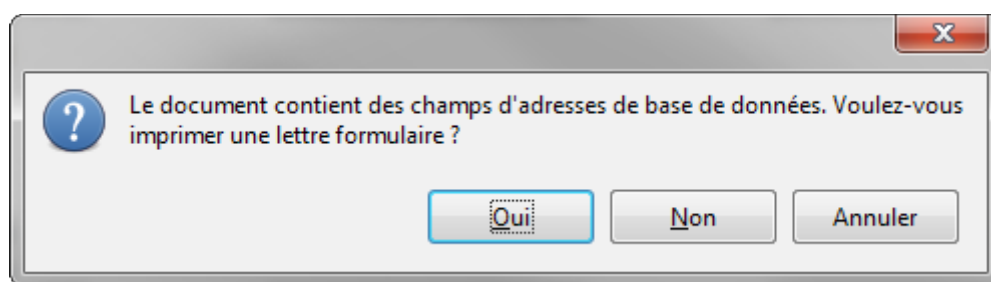 Le document contient des champs d'adresses de base de données. Voulez-vous
imprimer une lettre formulaire ?
Oui Non Annuler